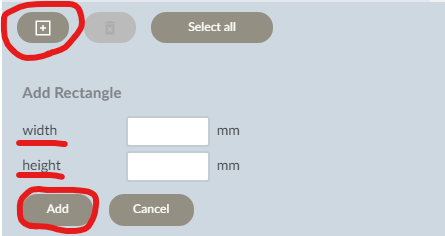 Select all
Add Rectangle
width mm
height mm
Add Cancel